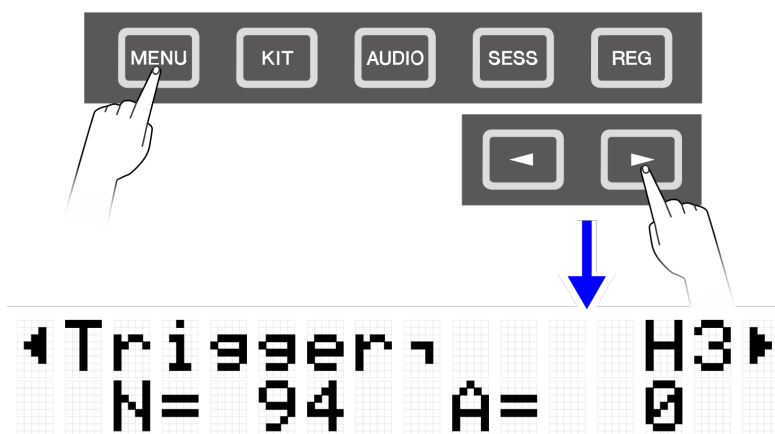 MENU KIT AUDIO SESS REG
◄ ►
◄Trigger┐ H3►
N= 94 A= 0